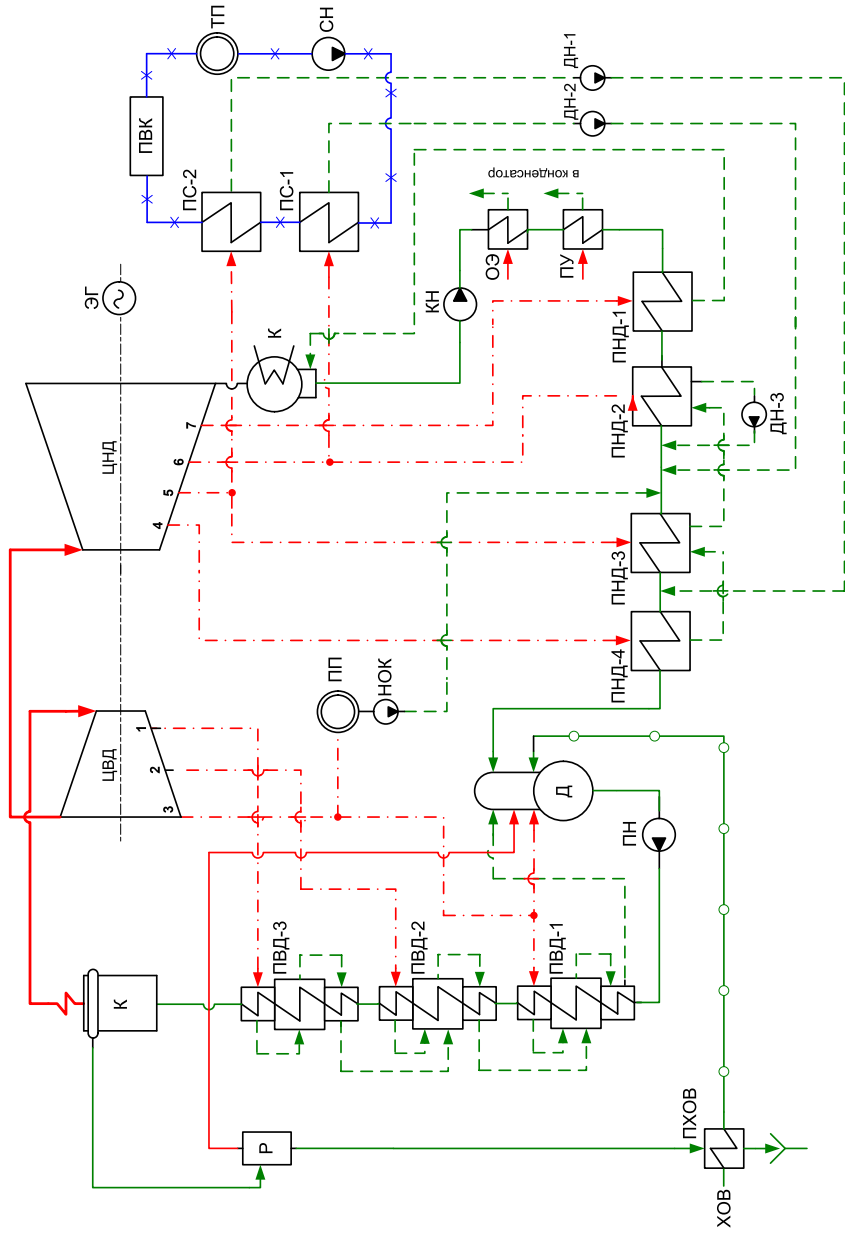 ТП
СН
ПВК
ДН-1
ДН-2
ПС-2
ПС-1
в конденсатор
ЭГ
ОЭ
ПУ
КН
К
ПНД-1
ЦНД
7
6
5
4
ПНД-2
ДН-3
ПНД-3
ПНД-4
ПП
НОК
ЦВД
1
2
3
Д
ПН
ПВД-3
ПВД-2
ПВД-1
К
Р
ПХОВ
ХОВ